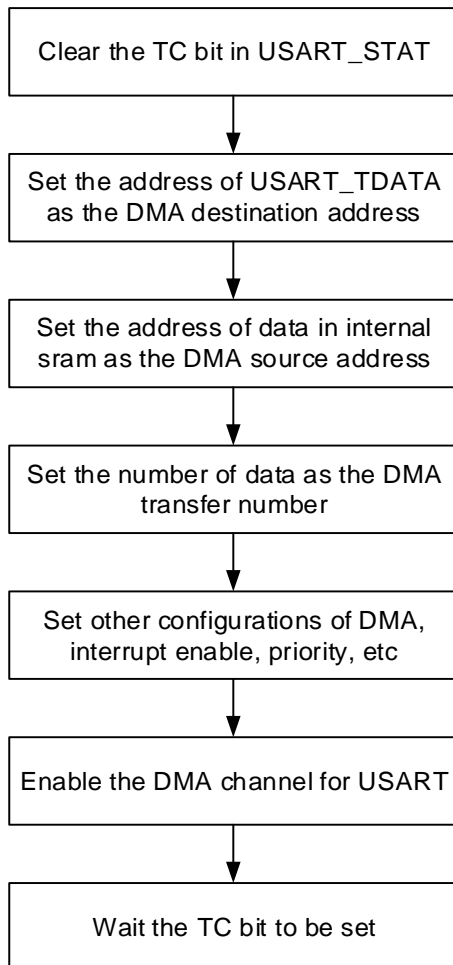 Clear the TC bit in USART_STAT
Set the address of USART_TDATA
as the DMA destination address
Set the address of data in internal
sram as the DMA source address
Set the number of data as the DMA
transfer number
Set other configurations of DMA,
interrupt enable, priority, etc
Enable the DMA channel for USART
Wait the TC bit to be set